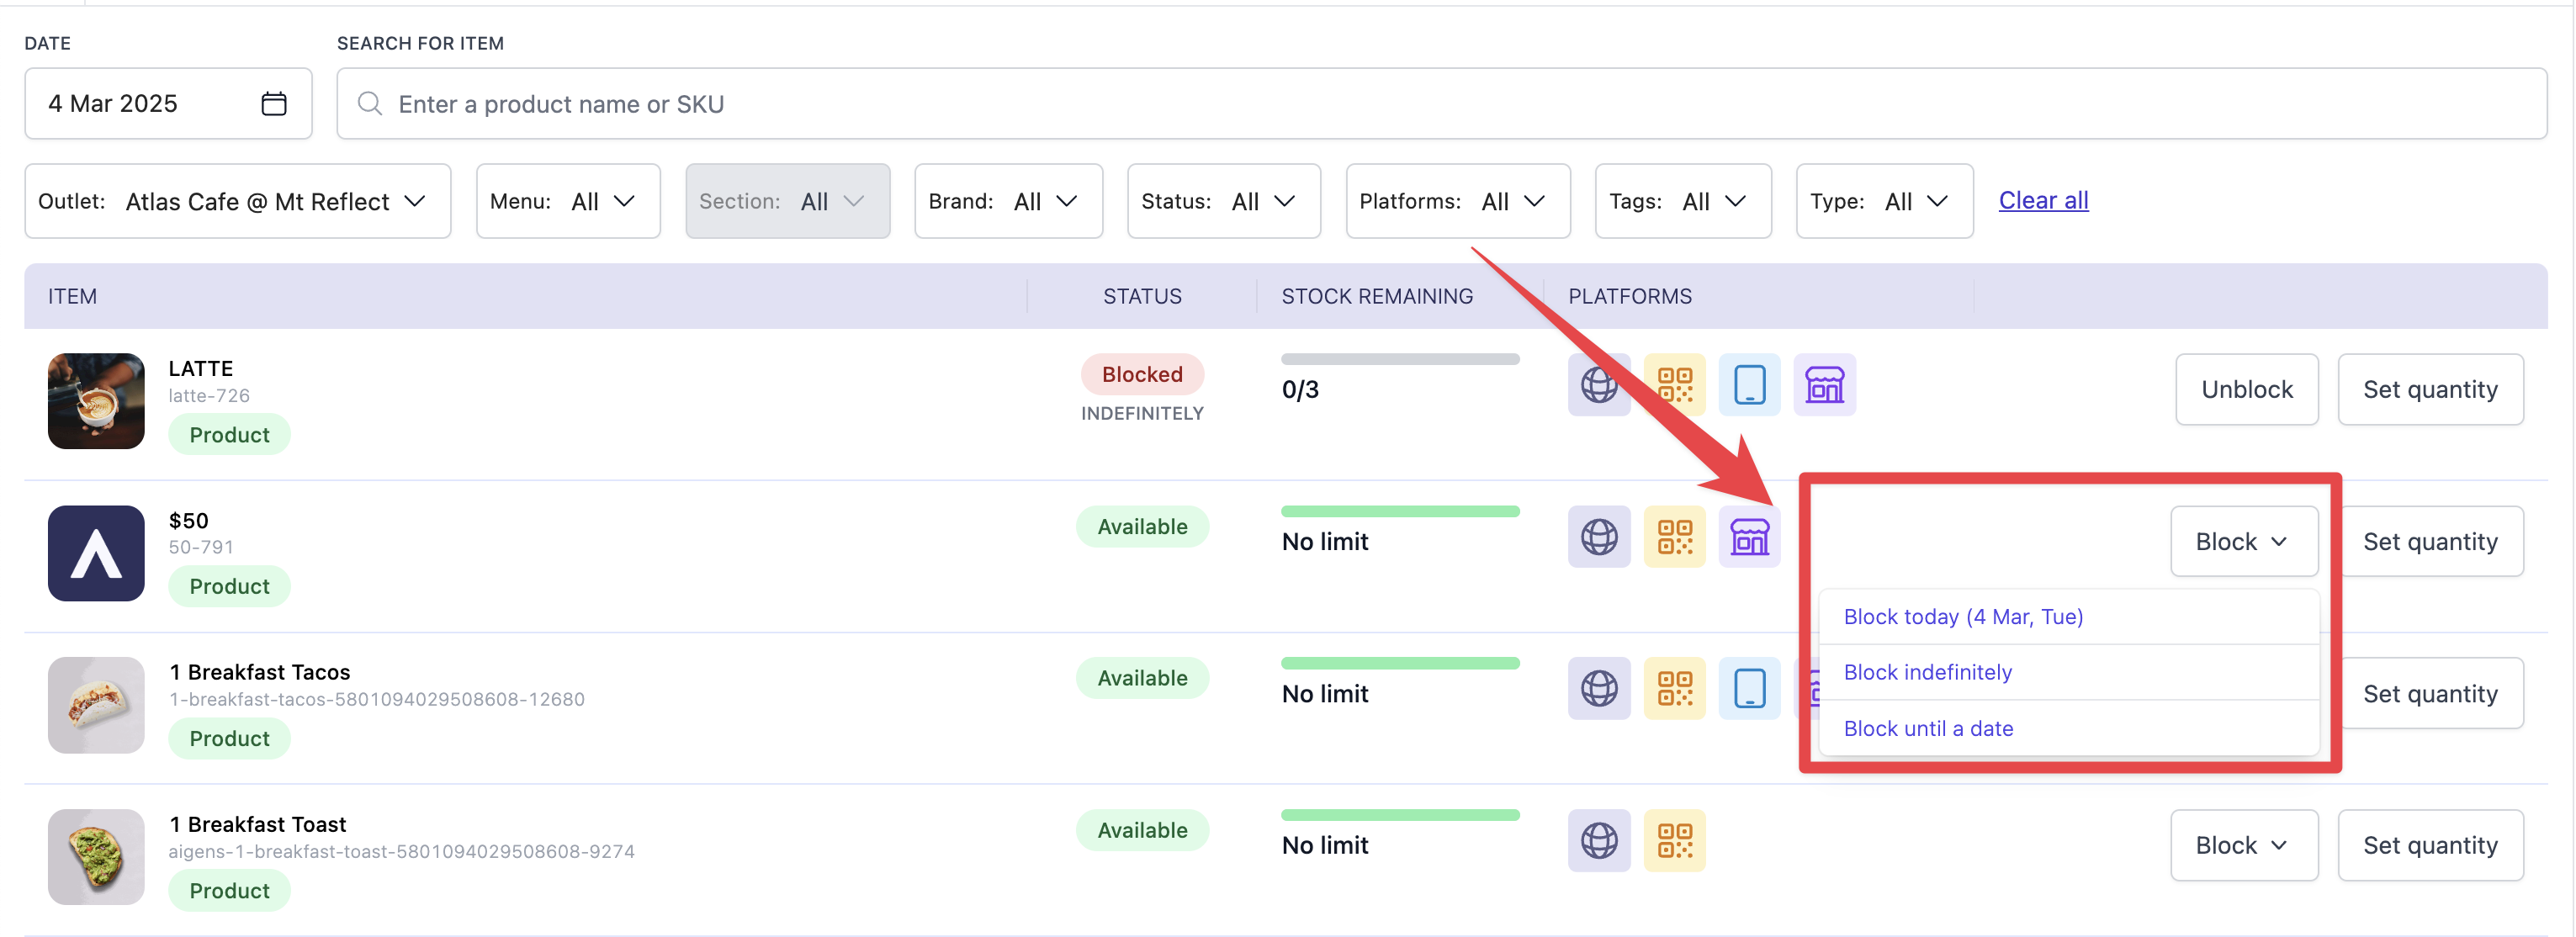 DATE
SEARCH FOR ITEM
4 Mar 2025
Enter a product name or SKU
Outlet: Atlas Cafe @ Mt Reflect
Menu: All
Section: All
Brand: All
Status: All
Platforms: All
Tags: All
Type: All
Clear all
ITEM
STATUS
STOCK REMAINING
PLATFORMS
LATTE
latte-726
Product
Blocked
INDEFINITELY
0/3
Unblock
Set quantity
$50
50-791
Product
Available
No limit
Block
Set quantity
Block today (4 Mar, Tue)
Block indefinitely
Block until a date
1 Breakfast Tacos
1-breakfast-tacos-5801094029508608-12680
Product
Available
No limit
Set quantity
1 Breakfast Toast
aigens-1-breakfast-toast-5801094029508608-9274
Product
Available
No limit
Block
Set quantity